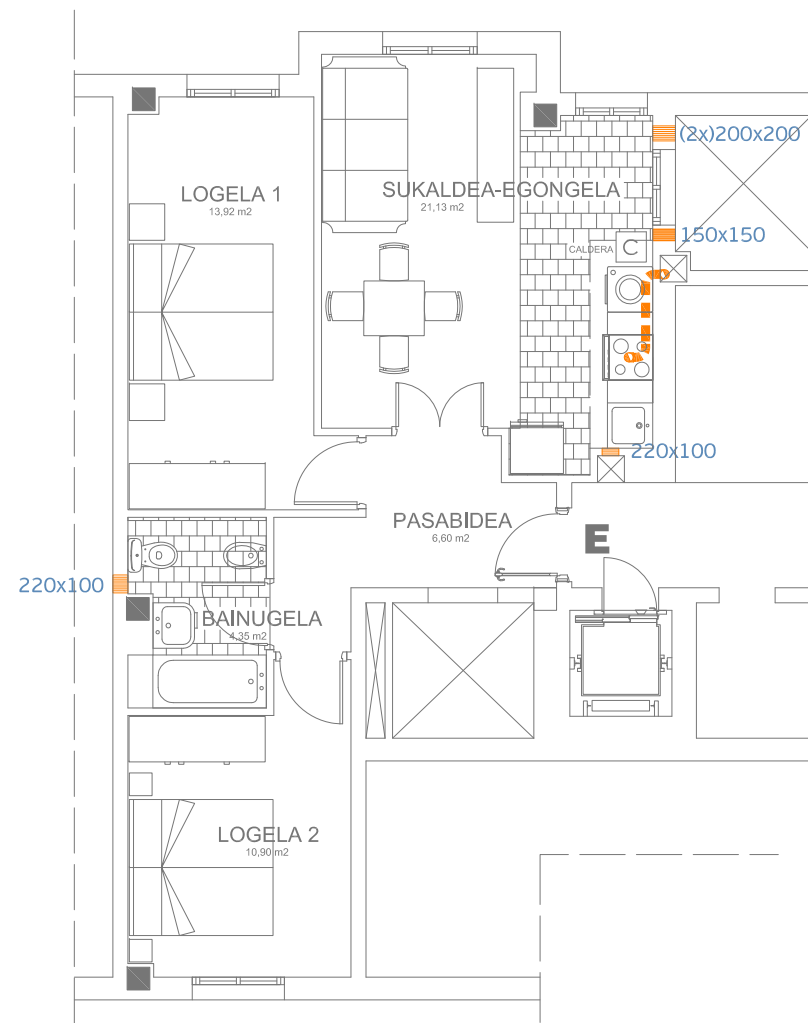 (2x)200x200
LOGELA 1
13,92 m2
SUKALDEA-EGONGELA
21,13 m2
150x150
CALDERA
C
220x100
PASABIDEA
6,60 m2
E
220x100
BAINUGELA
4,35 m2
LOGELA 2
10,90 m2